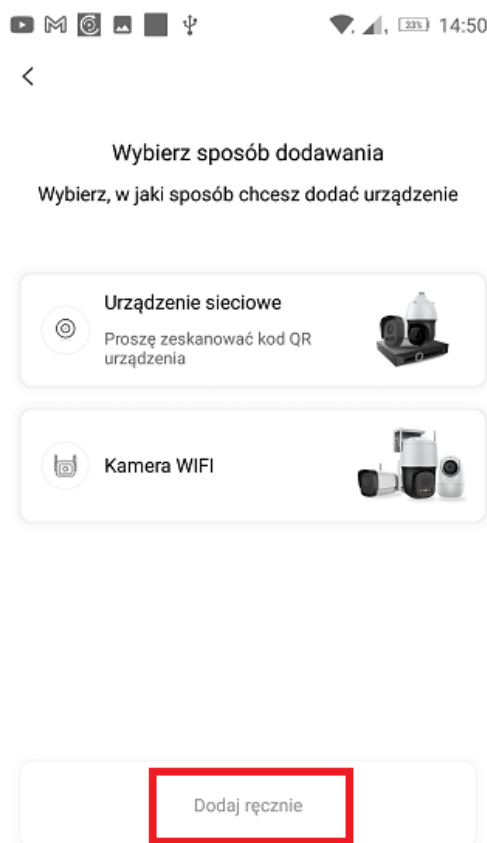 33% 14:50
Wybierz sposób dodawania
Wybierz, w jaki sposób chcesz dodać urządzenie
Urządzenie sieciowe
Proszę zeskanować kod QR
urządzenia
Kamera WIFI
Dodaj ręcznie